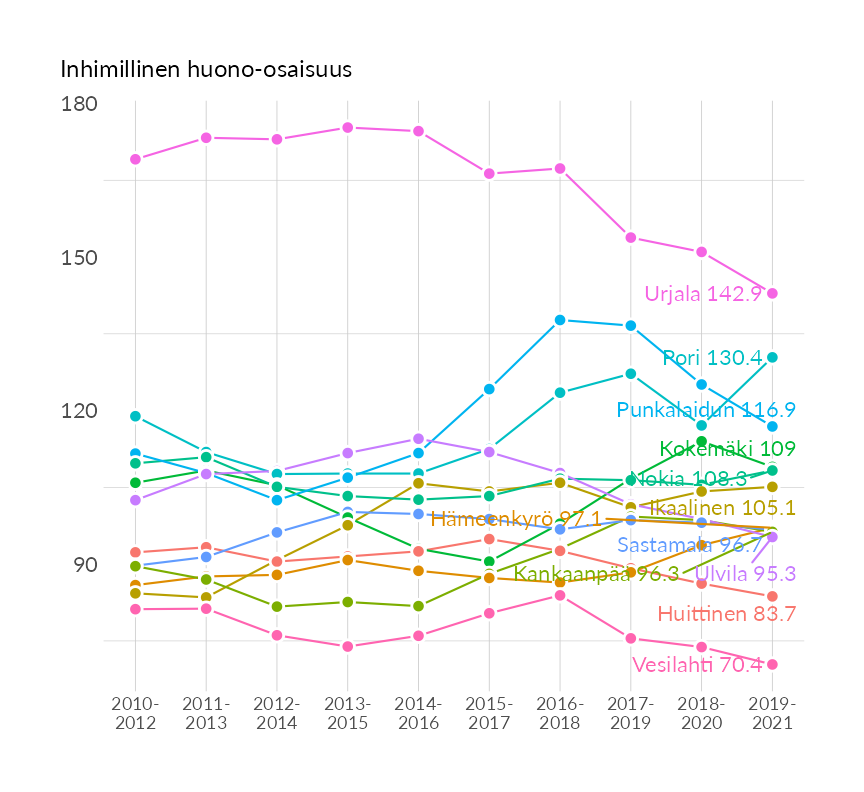 Inhimillinen huono-osaisuus
180
150
120
90
Urjala 142.9
Pori 130.4
Punkalaidun 116.9
Kokemäki 109
Nokia 108.3
Ikaalinen 105.1
Hämeenkyrö 97.1
Sastamala 96.7
Kankaanpää 96.3
Ulvila 95.3
Huittinen 83.7
Vesilahti 70.4
2010-2012
2011-2013
2012-2014
2013-2015
2014-2016
2015-2017
2016-2018
2017-2019
2018-2020
2019-2021